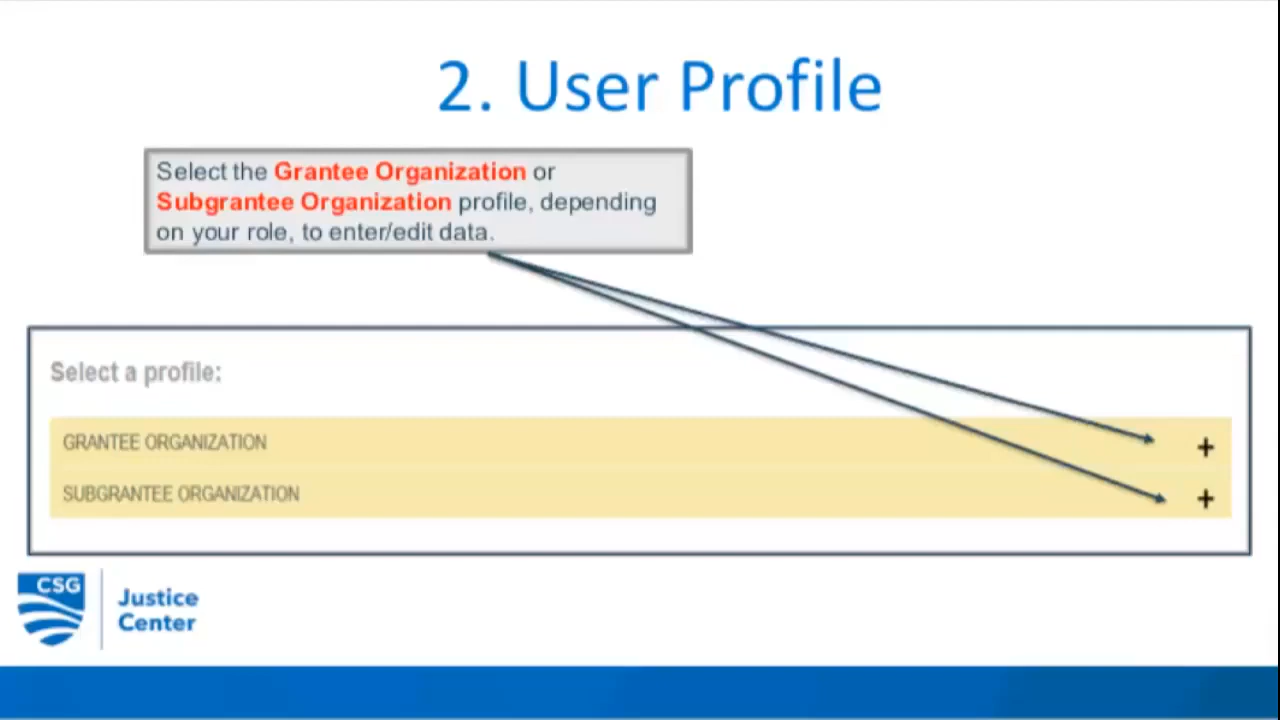 2. User Profile
Select the Grantee Organization or
Subgrantee Organization profile, depending
on your role, to enter/edit data.
Select a profile:
GRANTEE ORGANIZATION +
SUBGRANTEE ORGANIZATION +
CSG
Justice
Center